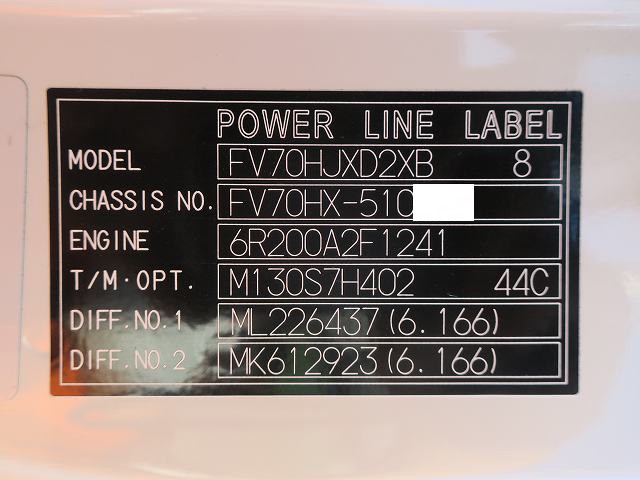 POWER LINE LABEL
MODEL FV70HJXD2XB 8
CHASSIS NO. FV70HX-510
ENGINE 6R200A2F1241
T/M·OPT. M130S7H402 44C
DIFF.NO.1 ML226437(6.166)
DIFF.NO.2 MK612923(6.166)